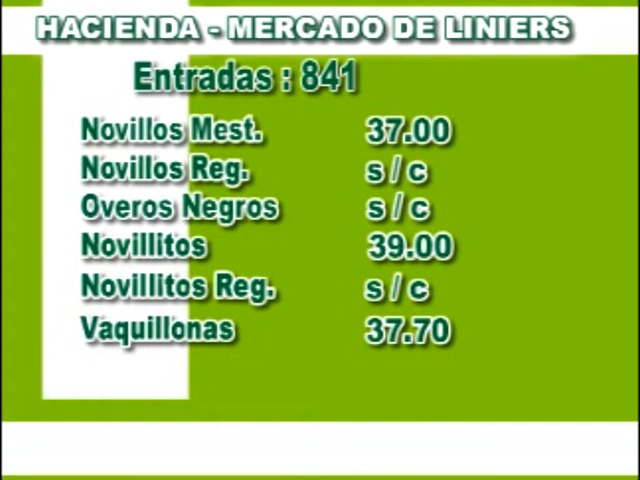 HACIENDA - MERCADO DE LINIERS
Entradas : 841
Novillos Mest. 37.00
Novillos Reg. s / c
Overos Negros s / c
Novillitos 39.00
Novillitos Reg. s / c
Vaquillonas 37.70